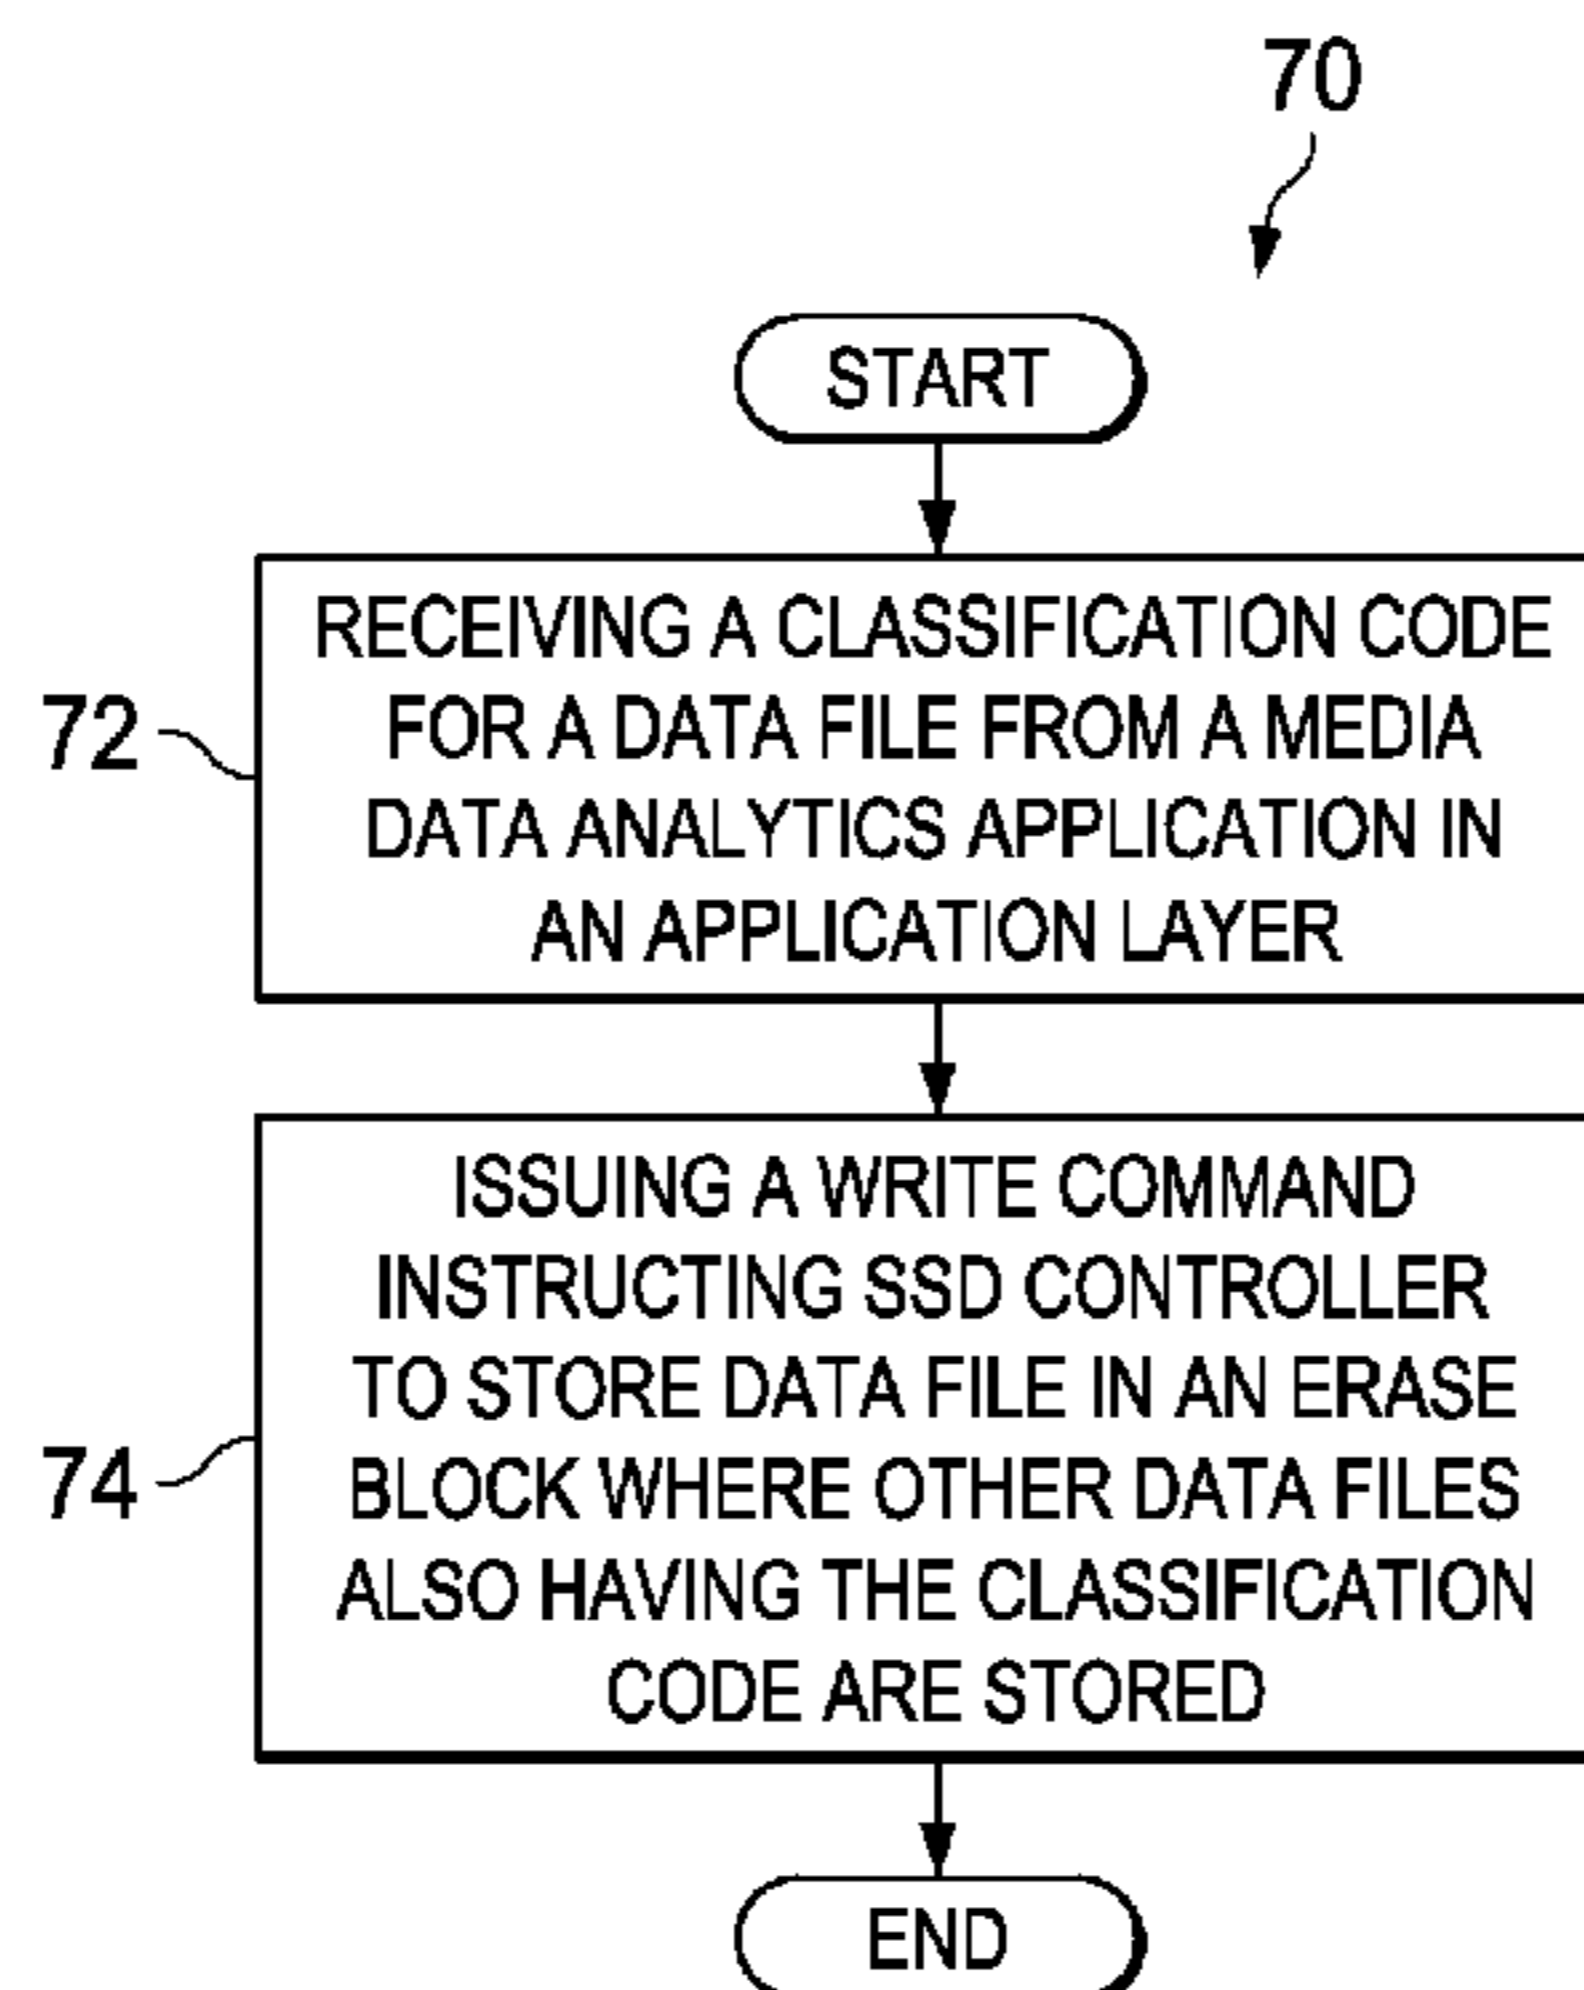 70
START
72
RECEIVING A CLASSIFICATION CODE
FOR A DATA FILE FROM A MEDIA
DATA ANALYTICS APPLICATION IN
AN APPLICATION LAYER
74
ISSUING A WRITE COMMAND
INSTRUCTING SSD CONTROLLER
TO STORE DATA FILE IN AN ERASE
BLOCK WHERE OTHER DATA FILES
ALSO HAVING THE CLASSIFICATION
CODE ARE STORED
END